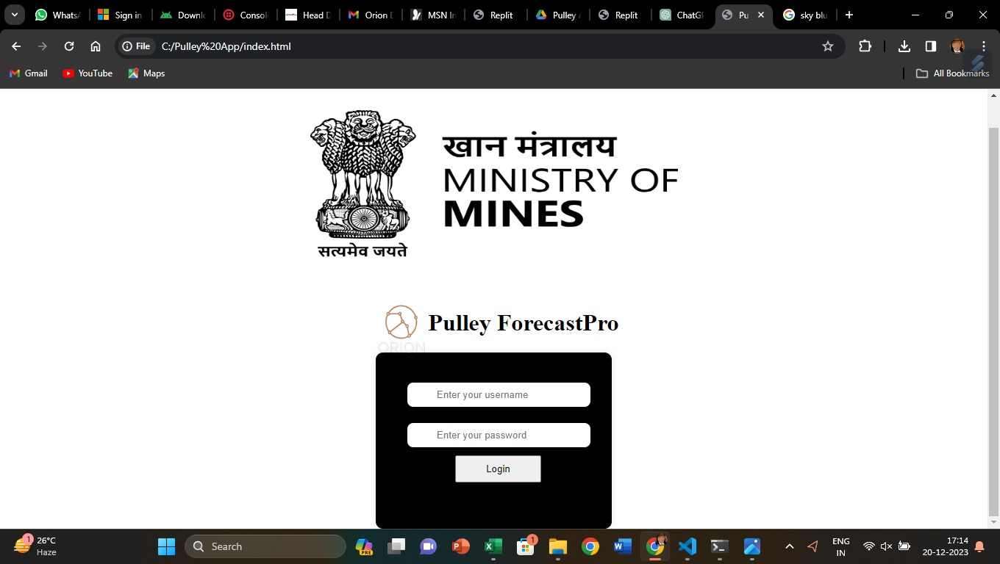 Whats
Sign in
Downl
Consol
Head D
Orion D
MSN In
Replit
Pulley A
Replit
ChatGP
Pu
sky blu
File
C:/Pulley%20App/index.html
Gmail
YouTube
Maps
All Bookmarks
खान मंत्रालय
MINISTRY OF
MINES
सत्यमेव जयते
Pulley ForecastPro
ORION
Enter your username
Enter your password
Login
1
26°C
Haze
Search
PRE
1
ENG
IN
17:14
20-12-2023